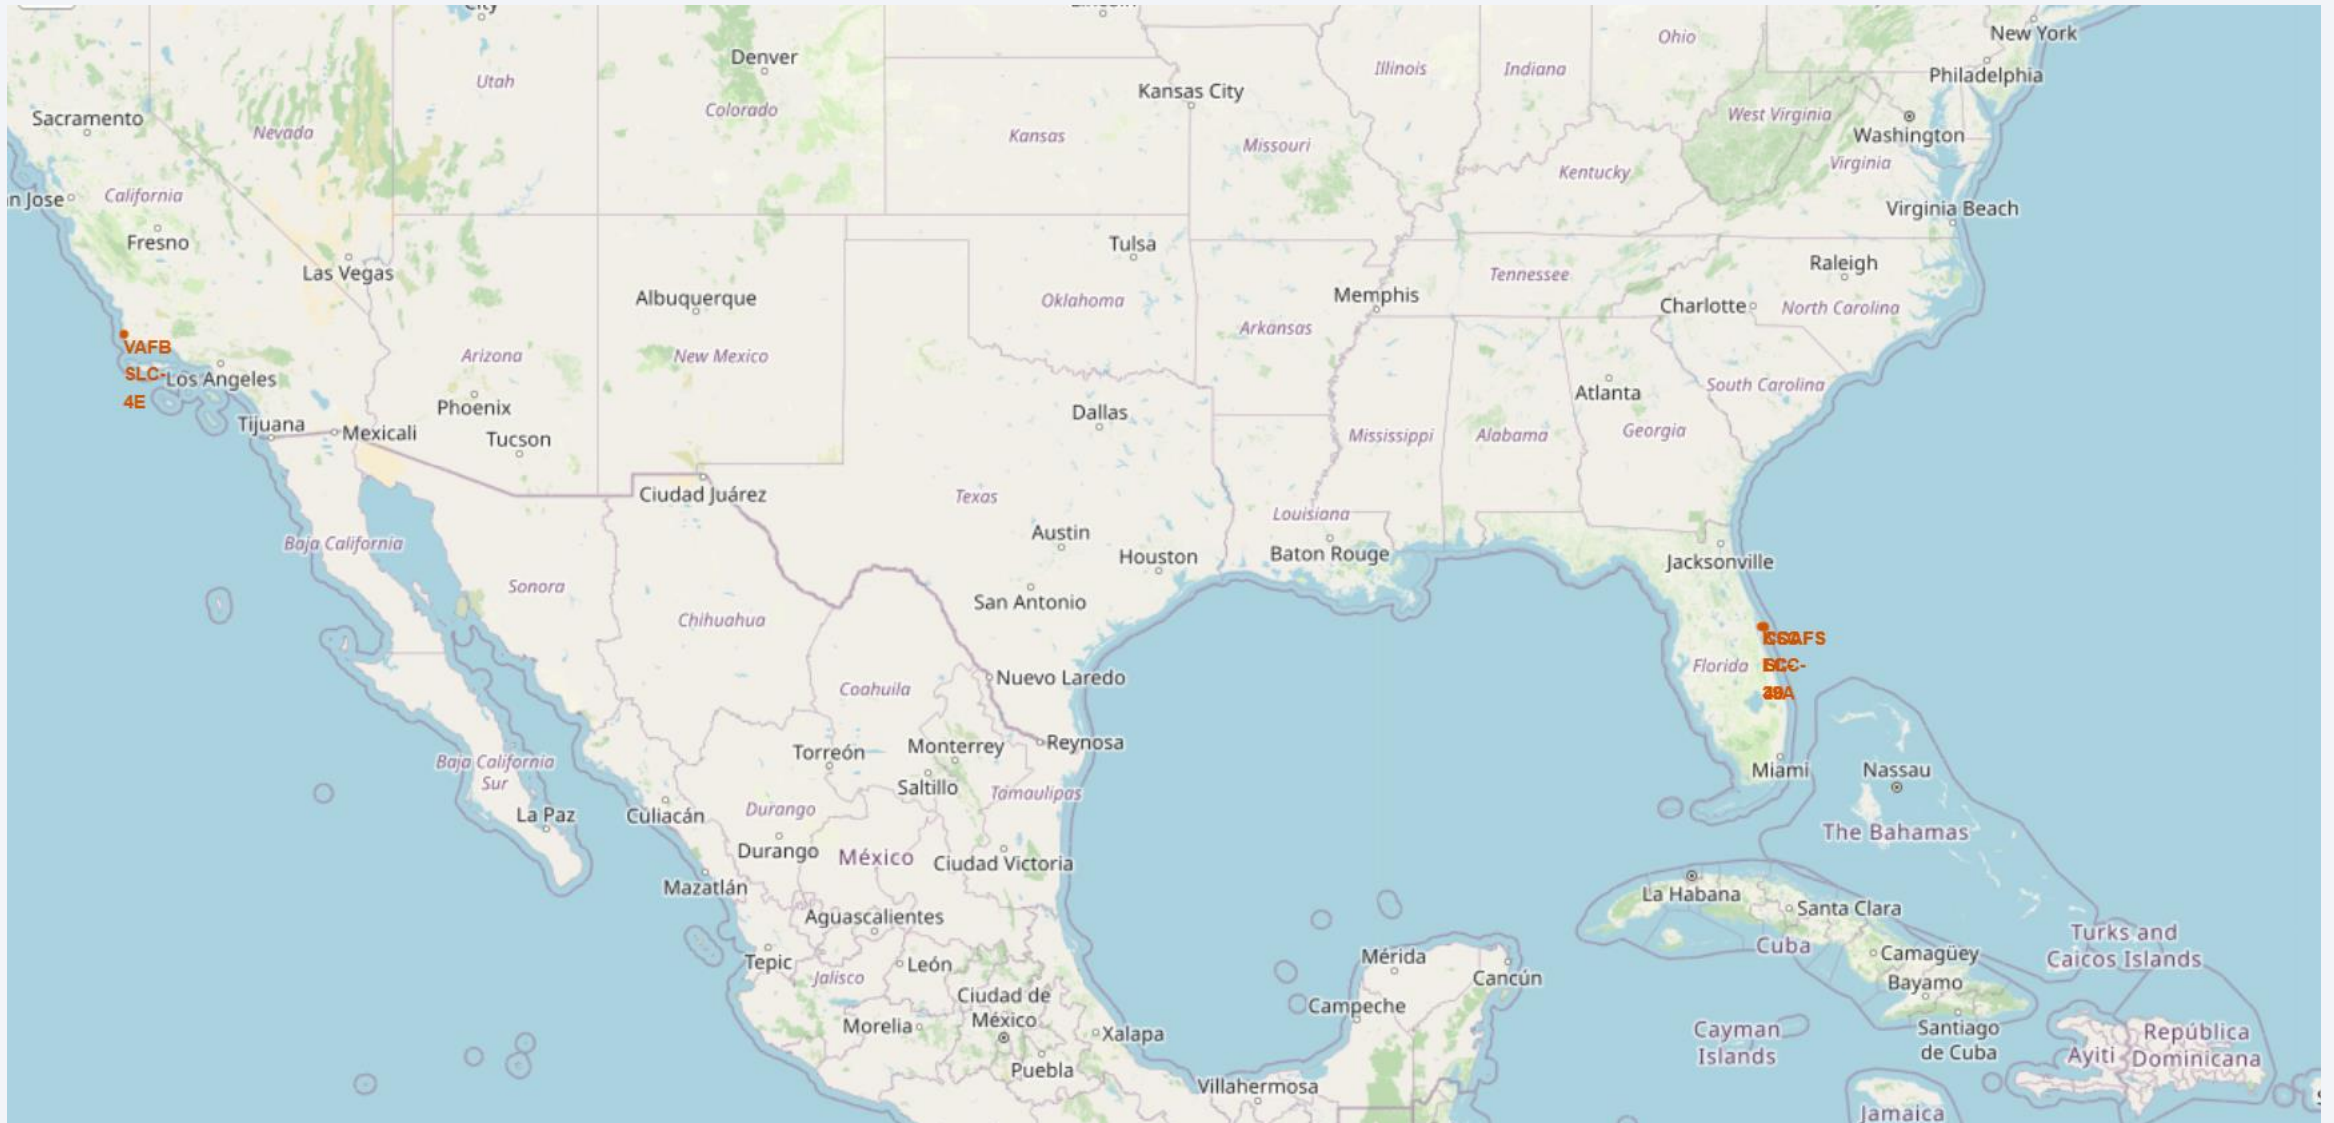 City
Denver
Utah
Colorado
Kansas City
Kansas
Missouri
Illinois
Indiana
Ohio
New York
Philadelphia
West Virginia
Washington
Virginia
Kentucky
Virginia Beach
Sacramento
Nevada
California
n Jose
Fresno
Las Vegas
Albuquerque
Tulsa
Oklahoma
Memphis
Tennessee
Raleigh
Charlotte
North Carolina
Arkansas
VAFB
SLC-
4E
Los Angeles
Arizona
New Mexico
Phoenix
Tucson
Tijuana
Mexicali
Dallas
Atlanta
South Carolina
Mississippi
Alabama
Georgia
Ciudad Juárez
Texas
Louisiana
Austin
Houston
Baton Rouge
Jacksonville
San Antonio
Baja California
Sonora
Chihuahua
Florida
Coahuila
Nuevo Laredo
Torreón
Monterrey
Reynosa
Saltillo
Tamaulipas
Baja California
Sur
La Paz
Culiacán
Durango
Durango
México
Ciudad Victoria
Miami
Nassau
The Bahamas
Mazatlán
Aguascalientes
La Habana
Santa Clara
Cuba
Camagüey
Bayamo
Turks and
Caicos Islands
Tepic
Jalisco
León
Mérida
Cancún
Campeche
Ciudad de
México
Morelia
Xalapa
Puebla
Villahermosa
Cayman
Islands
Santiago
de Cuba
Ayiti
República
Dominicana
Jamaica